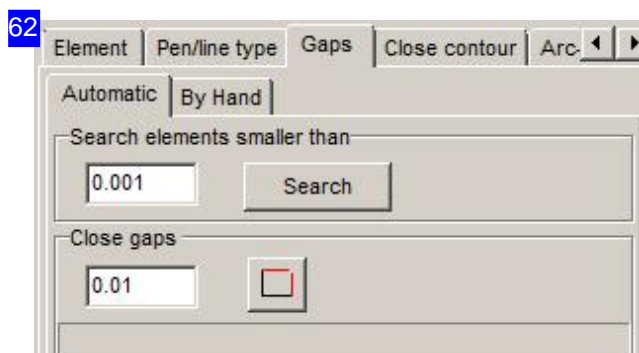 62
Element Pen/line type Gaps Close contour Arc-
Automatic By Hand
Search elements smaller than
0.001 Search
Close gaps
0.01